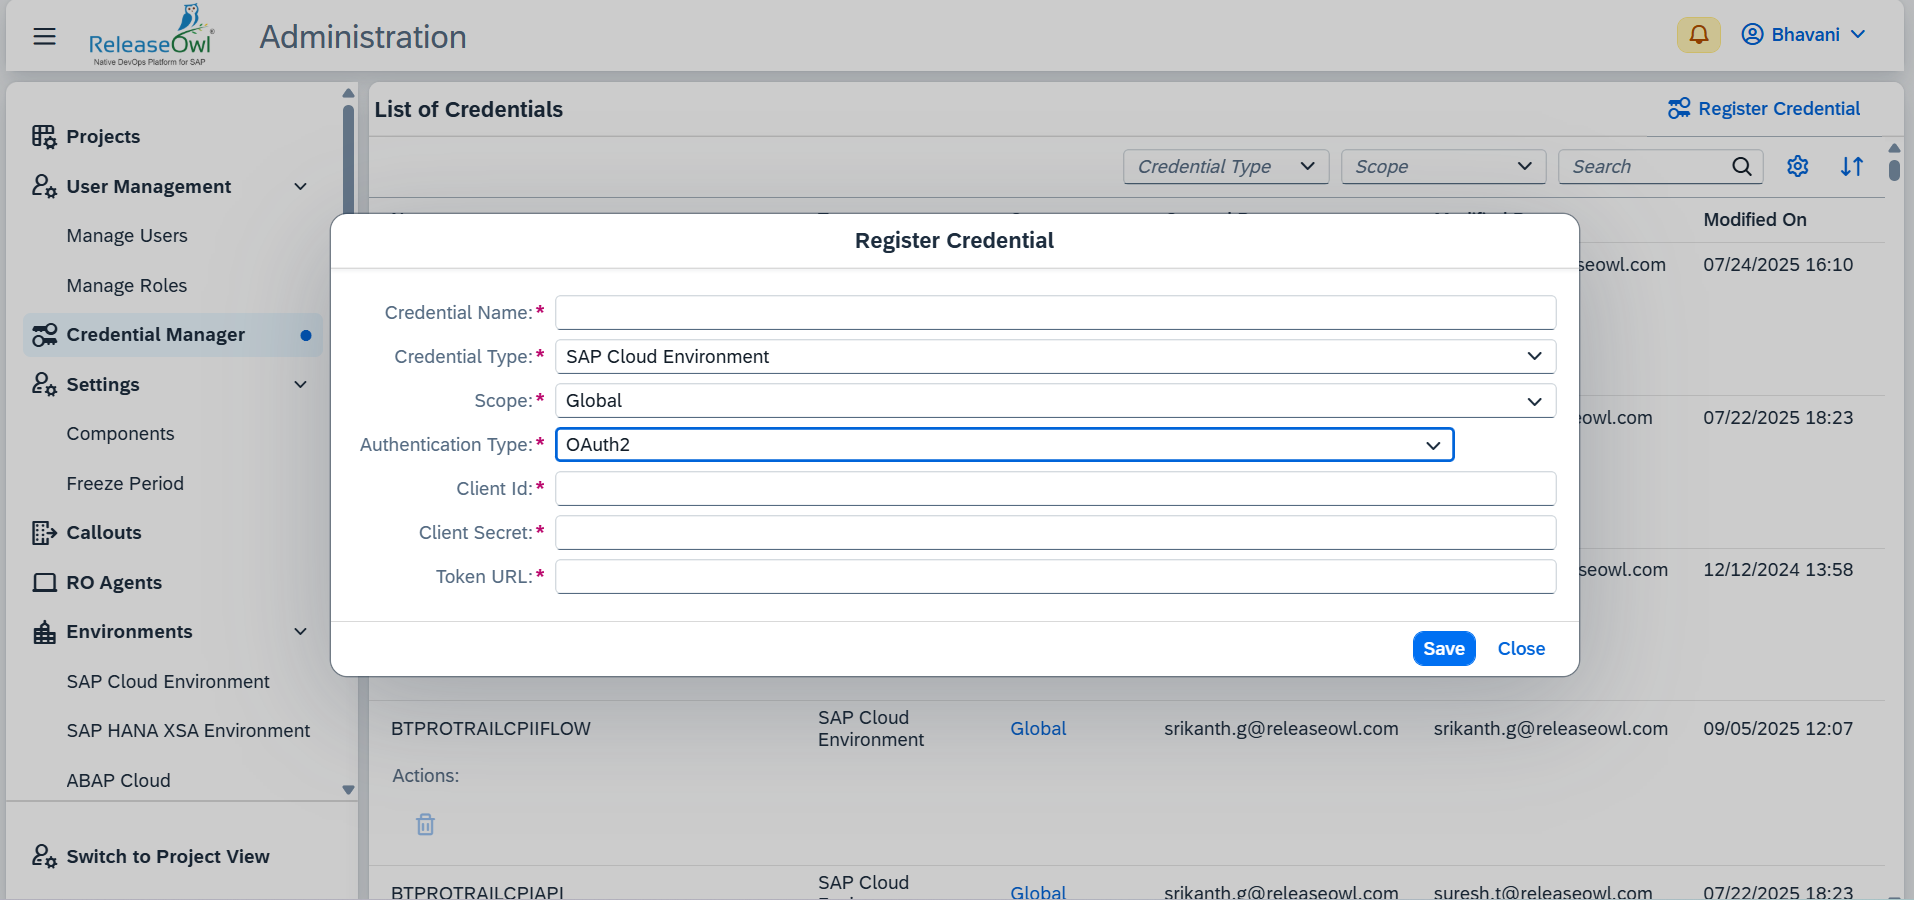 ReleaseOwl
Native DevOps Platform for SAP
Administration
Bhavani
Projects
User Management
Manage Users
Manage Roles
Credential Manager
Settings
Components
Freeze Period
Callouts
RO Agents
Environments
SAP Cloud Environment
SAP HANA XSA Environment
ABAP Cloud
Switch to Project View
List of Credentials
Register Credential
Credential Type
Scope
Search
Modified On
seowl.com 07/24/2025 16:10
eowl.com 07/22/2025 18:23
seowl.com 12/12/2024 13:58
Register Credential
Credential Name:*
Credential Type:* SAP Cloud Environment
Scope:* Global
Authentication Type:* OAuth2
Client Id:*
Client Secret:*
Token URL:*
Save Close
BTPROTRAILCPIIFLOW SAP Cloud Environment Global srikanth.g@releaseowl.com srikanth.g@releaseowl.com 09/05/2025 12:07
Actions:
BTPROTRAILCPIAPI SAP Cloud Global srikanth.g@releaseowl.com suresh.t@releaseowl.com 07/22/2025 18:23